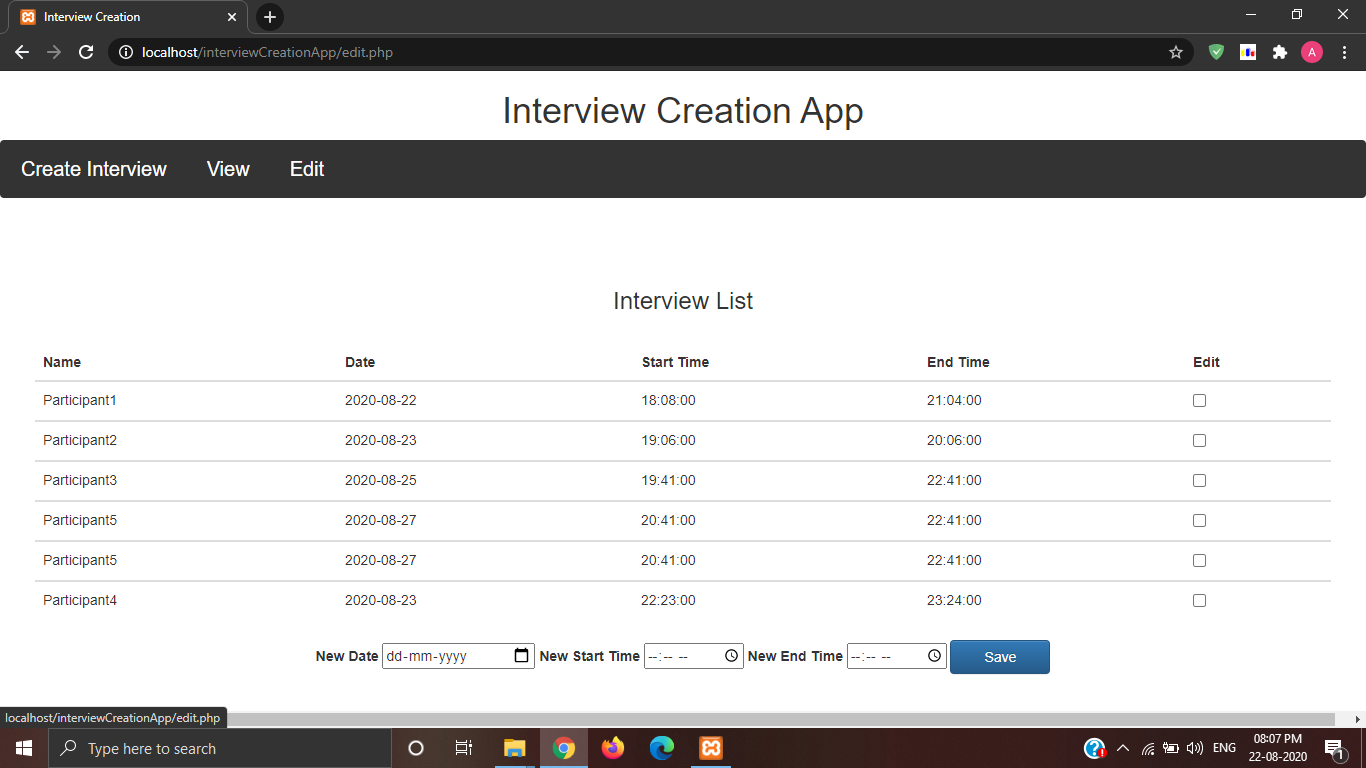 Interview Creation
localhost/interviewCreationApp/edit.php
A
Interview Creation App
Create Interview View Edit
Interview List
Name Date Start Time End Time Edit
Participant1 2020-08-22 18:08:00 21:04:00
Participant2 2020-08-23 19:06:00 20:06:00
Participant3 2020-08-25 19:41:00 22:41:00
Participant5 2020-08-27 20:41:00 22:41:00
Participant5 2020-08-27 20:41:00 22:41:00
Participant4 2020-08-23 22:23:00 23:24:00
New Date dd-mm-yyyy New Start Time --:-- -- New End Time --:-- -- Save
localhost/interviewCreationApp/edit.php
Type here to search
ENG
08:07 PM
22-08-2020
1